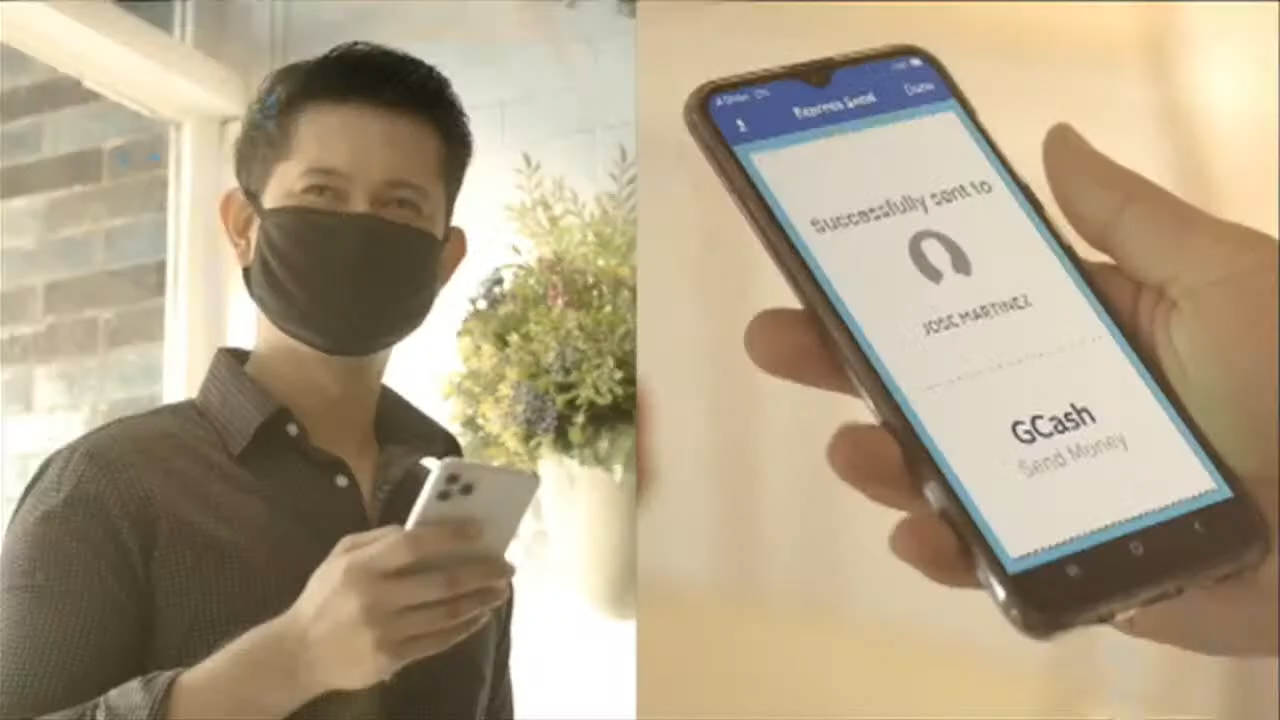 Express Send
Done
Successfully sent to
JOSE MARTINEZ
GCash
Send Money